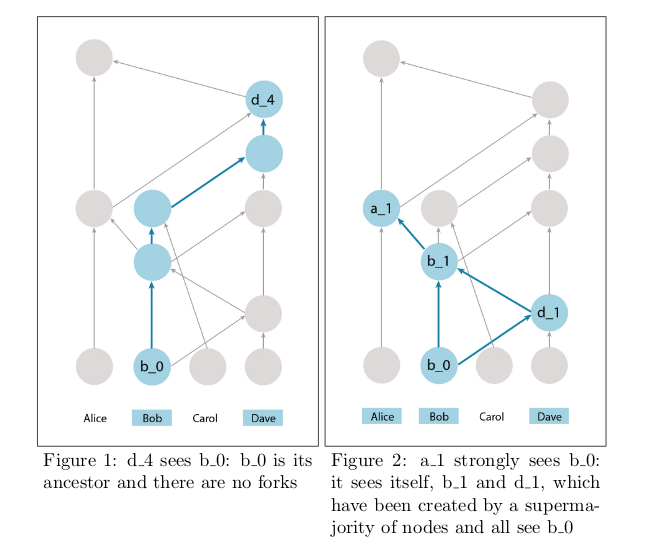 d_4
b_0
Alice Bob Carol Dave
Figure 1: d_4 sees b_0: b_0 is its
ancestor and there are no forks
a_1
b_1
d_1
b_0
Alice Bob Carol Dave
Figure 2: a_1 strongly sees b_0:
it sees itself, b_1 and d_1, which
have been created by a superma-
jority of nodes and all see b_0